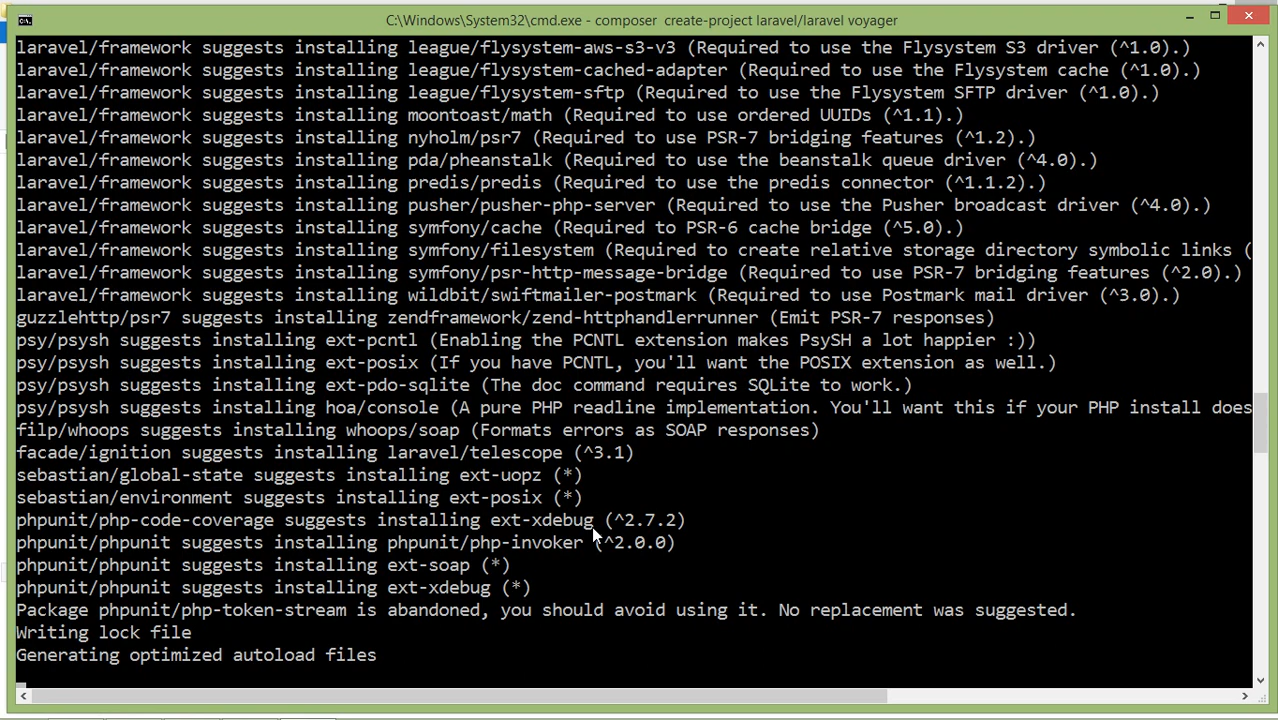 C:\Windows\System32\cmd.exe - composer  create-project laravel/laravel voyager
laravel/framework suggests installing league/flysystem-aws-s3-v3 (Required to use the Flysystem S3 driver (^1.0).)
laravel/framework suggests installing league/flysystem-cached-adapter (Required to use the Flysystem cache (^1.0).)
laravel/framework suggests installing league/flysystem-sftp (Required to use the Flysystem SFTP driver (^1.0).)
laravel/framework suggests installing moontoast/math (Required to use ordered UUIDs (^1.1).)
laravel/framework suggests installing nyholm/psr7 (Required to use PSR-7 bridging features (^1.2).)
laravel/framework suggests installing pda/pheanstalk (Required to use the beanstalk queue driver (^4.0).)
laravel/framework suggests installing predis/predis (Required to use the predis connector (^1.1.2).)
laravel/framework suggests installing pusher/pusher-php-server (Required to use the Pusher broadcast driver (^4.0).)
laravel/framework suggests installing symfony/cache (Required to PSR-6 cache bridge (^5.0).)
laravel/framework suggests installing symfony/filesystem (Required to create relative storage directory symbolic links (
laravel/framework suggests installing symfony/psr-http-message-bridge (Required to use PSR-7 bridging features (^2.0).)
laravel/framework suggests installing wildbit/swiftmailer-postmark (Required to use Postmark mail driver (^3.0).)
guzzlehttp/psr7 suggests installing zendframework/zend-httphandlerrunner (Emit PSR-7 responses)
psy/psysh suggests installing ext-pcntl (Enabling the PCNTL extension makes PsySH a lot happier :))
psy/psysh suggests installing ext-posix (If you have PCNTL, you'll want the POSIX extension as well.)
psy/psysh suggests installing ext-pdo-sqlite (The doc command requires SQLite to work.)
psy/psysh suggests installing hoa/console (A pure PHP readline implementation. You'll want this if your PHP install does
filp/whoops suggests installing whoops/soap (Formats errors as SOAP responses)
facade/ignition suggests installing laravel/telescope (^3.1)
sebastian/global-state suggests installing ext-uopz (*)
sebastian/environment suggests installing ext-posix (*)
phpunit/php-code-coverage suggests installing ext-xdebug (^2.7.2)
phpunit/phpunit suggests installing phpunit/php-invoker (^2.0.0)
phpunit/phpunit suggests installing ext-soap (*)
phpunit/phpunit suggests installing ext-xdebug (*)
Package phpunit/php-token-stream is abandoned, you should avoid using it. No replacement was suggested.
Writing lock file
Generating optimized autoload files